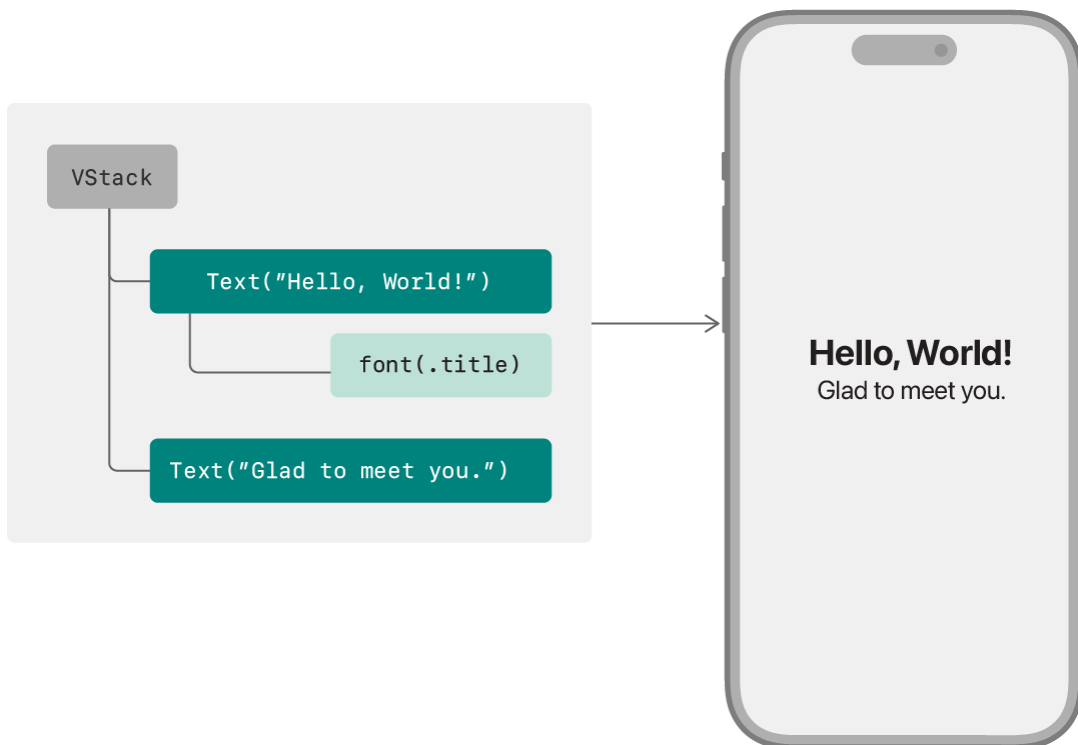 VStack
Text("Hello, World!")
font(.title)
Text("Glad to meet you.")
Hello, World!
Glad to meet you.